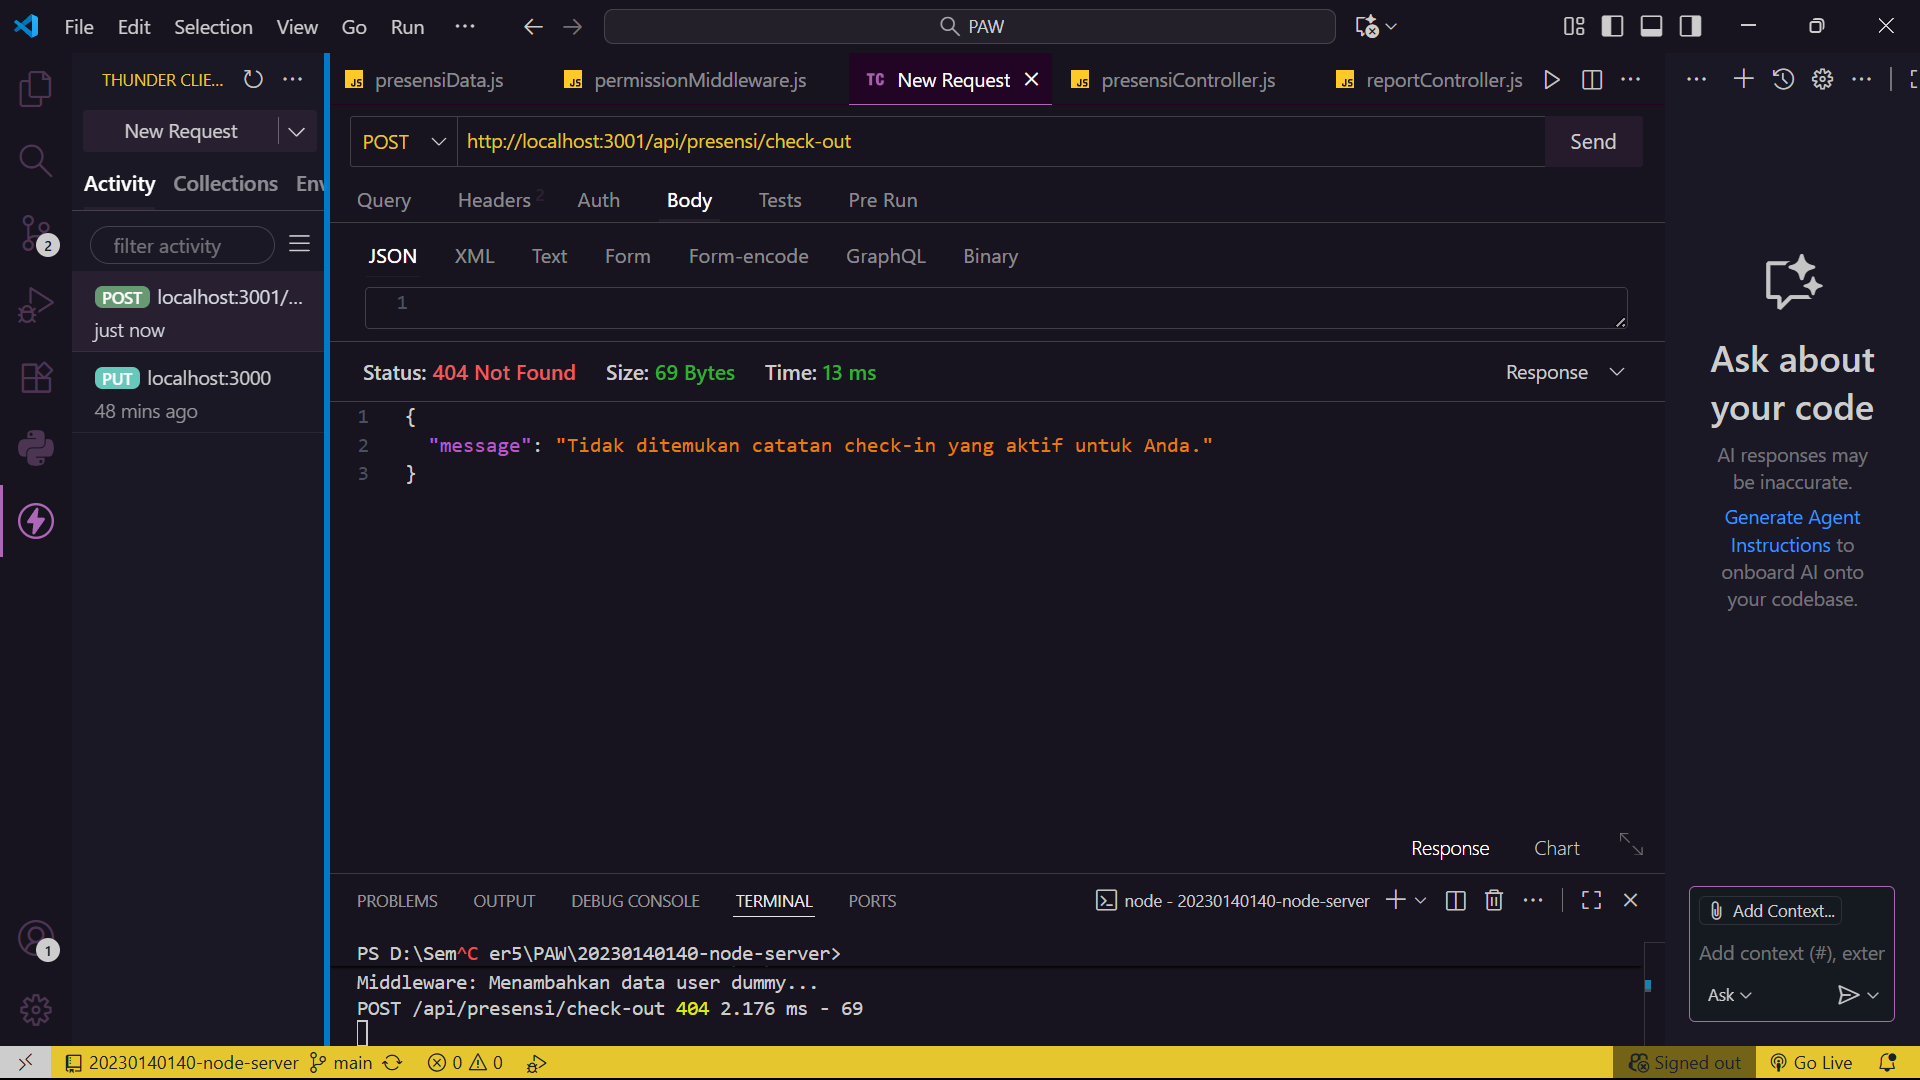 File Edit Selection View Go Run ··· PAW
THUNDER CLIE... ···
New Request
Activity Collections Env
filter activity
POST localhost:3001/...
just now
PUT localhost:3000
48 mins ago
2
1
JS presensiData.js JS permissionMiddleware.js TC New Request JS presensiController.js JS reportController.js ···
POST http://localhost:3001/api/presensi/check-out Send
Query Headers 2 Auth Body Tests Pre Run
JSON XML Text Form Form-encode GraphQL Binary
1
Status: 404 Not Found Size: 69 Bytes Time: 13 ms Response
1 {
2 "message": "Tidak ditemukan catatan check-in yang aktif untuk Anda."
3 }
Response Chart
PROBLEMS OUTPUT DEBUG CONSOLE TERMINAL PORTS node - 20230140140-node-server ···
PS D:\Sem^C er5\PAW\20230140140-node-server>
Middleware: Menambahkan data user dummy...
POST /api/presensi/check-out 404 2.176 ms - 69
··· ···
Ask about
your code
AI responses may
be inaccurate.
Generate Agent
Instructions to
onboard AI onto
your codebase.
Add Context...
Add context (#), exter
Ask
20230140140-node-server main 0 0 Signed out Go Live